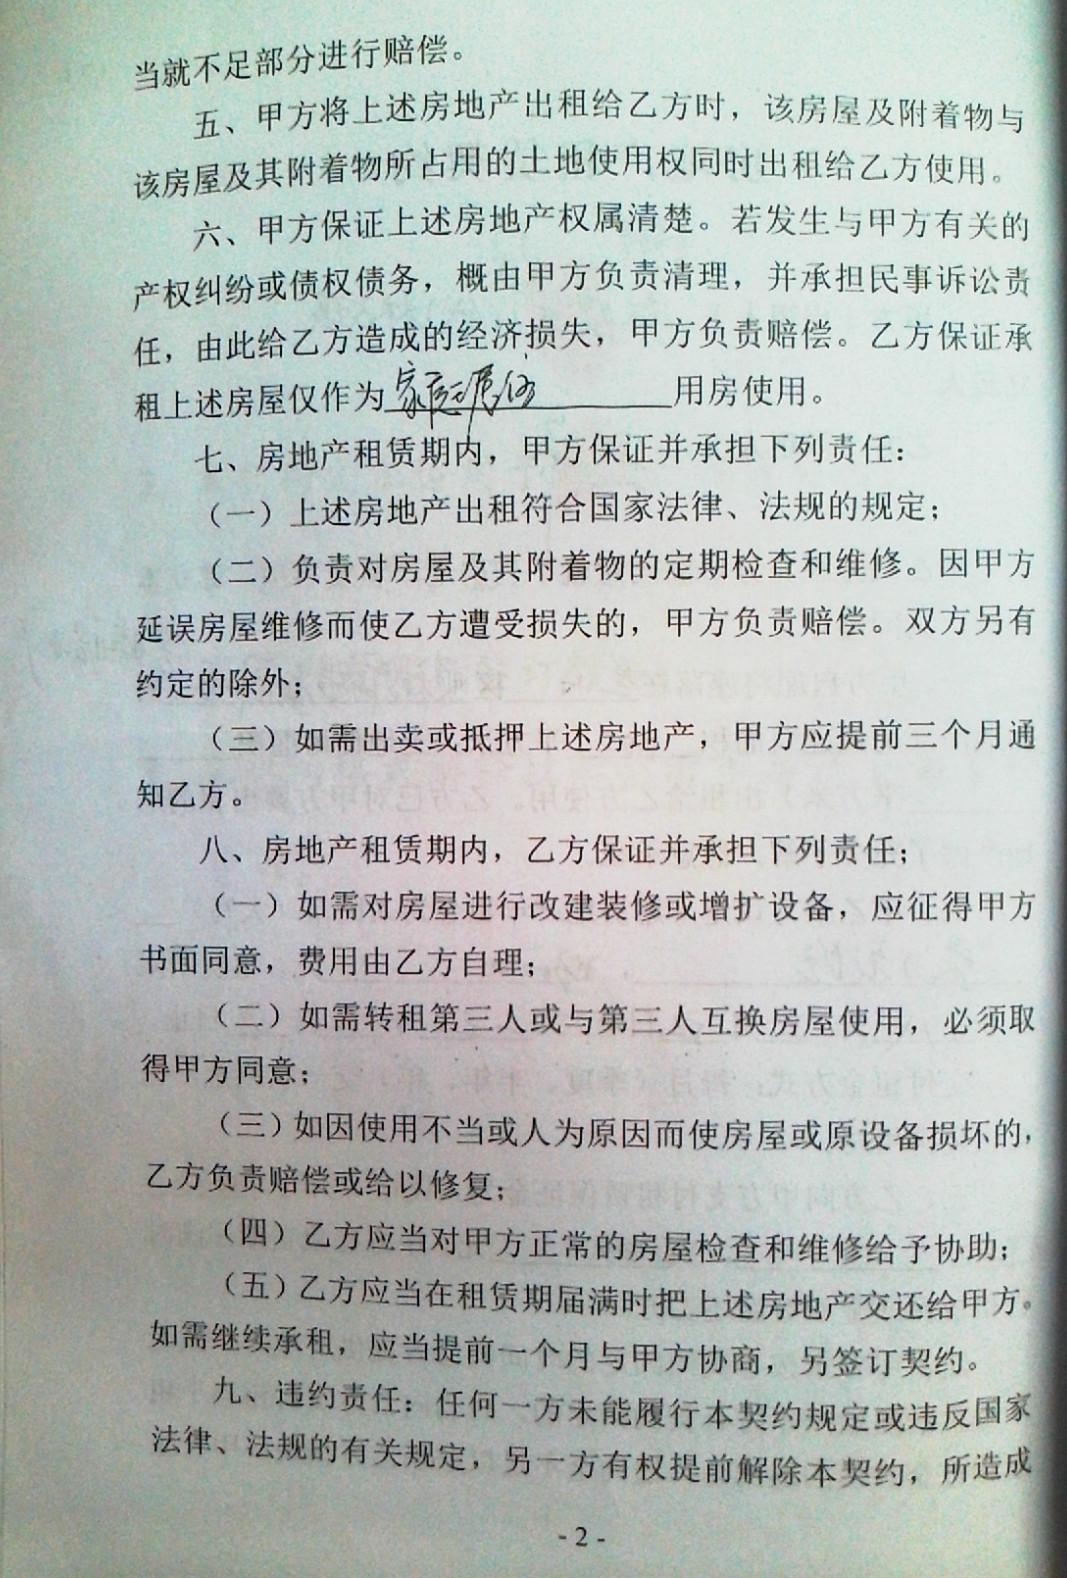 当就不足部分进行赔偿。
五、甲方将上述房地产出租给乙方时，该房屋及附着物与
该房屋及其附着物所占用的土地使用权同时出租给乙方使用。
六、甲方保证上述房地产权属清楚。若发生与甲方有关的
产权纠纷或债权债务，概由甲方负责清理，并承担民事诉讼责
任，由此给乙方造成的经济损失，甲方负责赔偿。乙方保证承
租上述房屋仅作为家庭居住用房使用。
七、房地产租赁期内，甲方保证并承担下列责任：
（一）上述房地产出租符合国家法律、法规的规定；
（二）负责对房屋及其附着物的定期检查和维修。因甲方
延误房屋维修而使乙方遭受损失的，甲方负责赔偿。双方另有
约定的除外；
（三）如需出卖或抵押上述房地产，甲方应提前三个月通
知乙方。
八、房地产租赁期内，乙方保证并承担下列责任；
（一）如需对房屋进行改建装修或增扩设备，应征得甲方
书面同意，费用由乙方自理；
（二）如需转租第三人或与第三人互换房屋使用，必须取
得甲方同意；
（三）如因使用不当或人为原因而使房屋或原设备损坏的，
乙方负责赔偿或给以修复；
（四）乙方应当对甲方正常的房屋检查和维修给予协助；
（五）乙方应当在租赁期届满时把上述房地产交还给甲方。
如需继续承租，应当提前一个月与甲方协商，另签订契约。
九、违约责任：任何一方未能履行本契约规定或违反国家
法律、法规的有关规定，另一方有权提前解除本契约，所造成
- 2 -